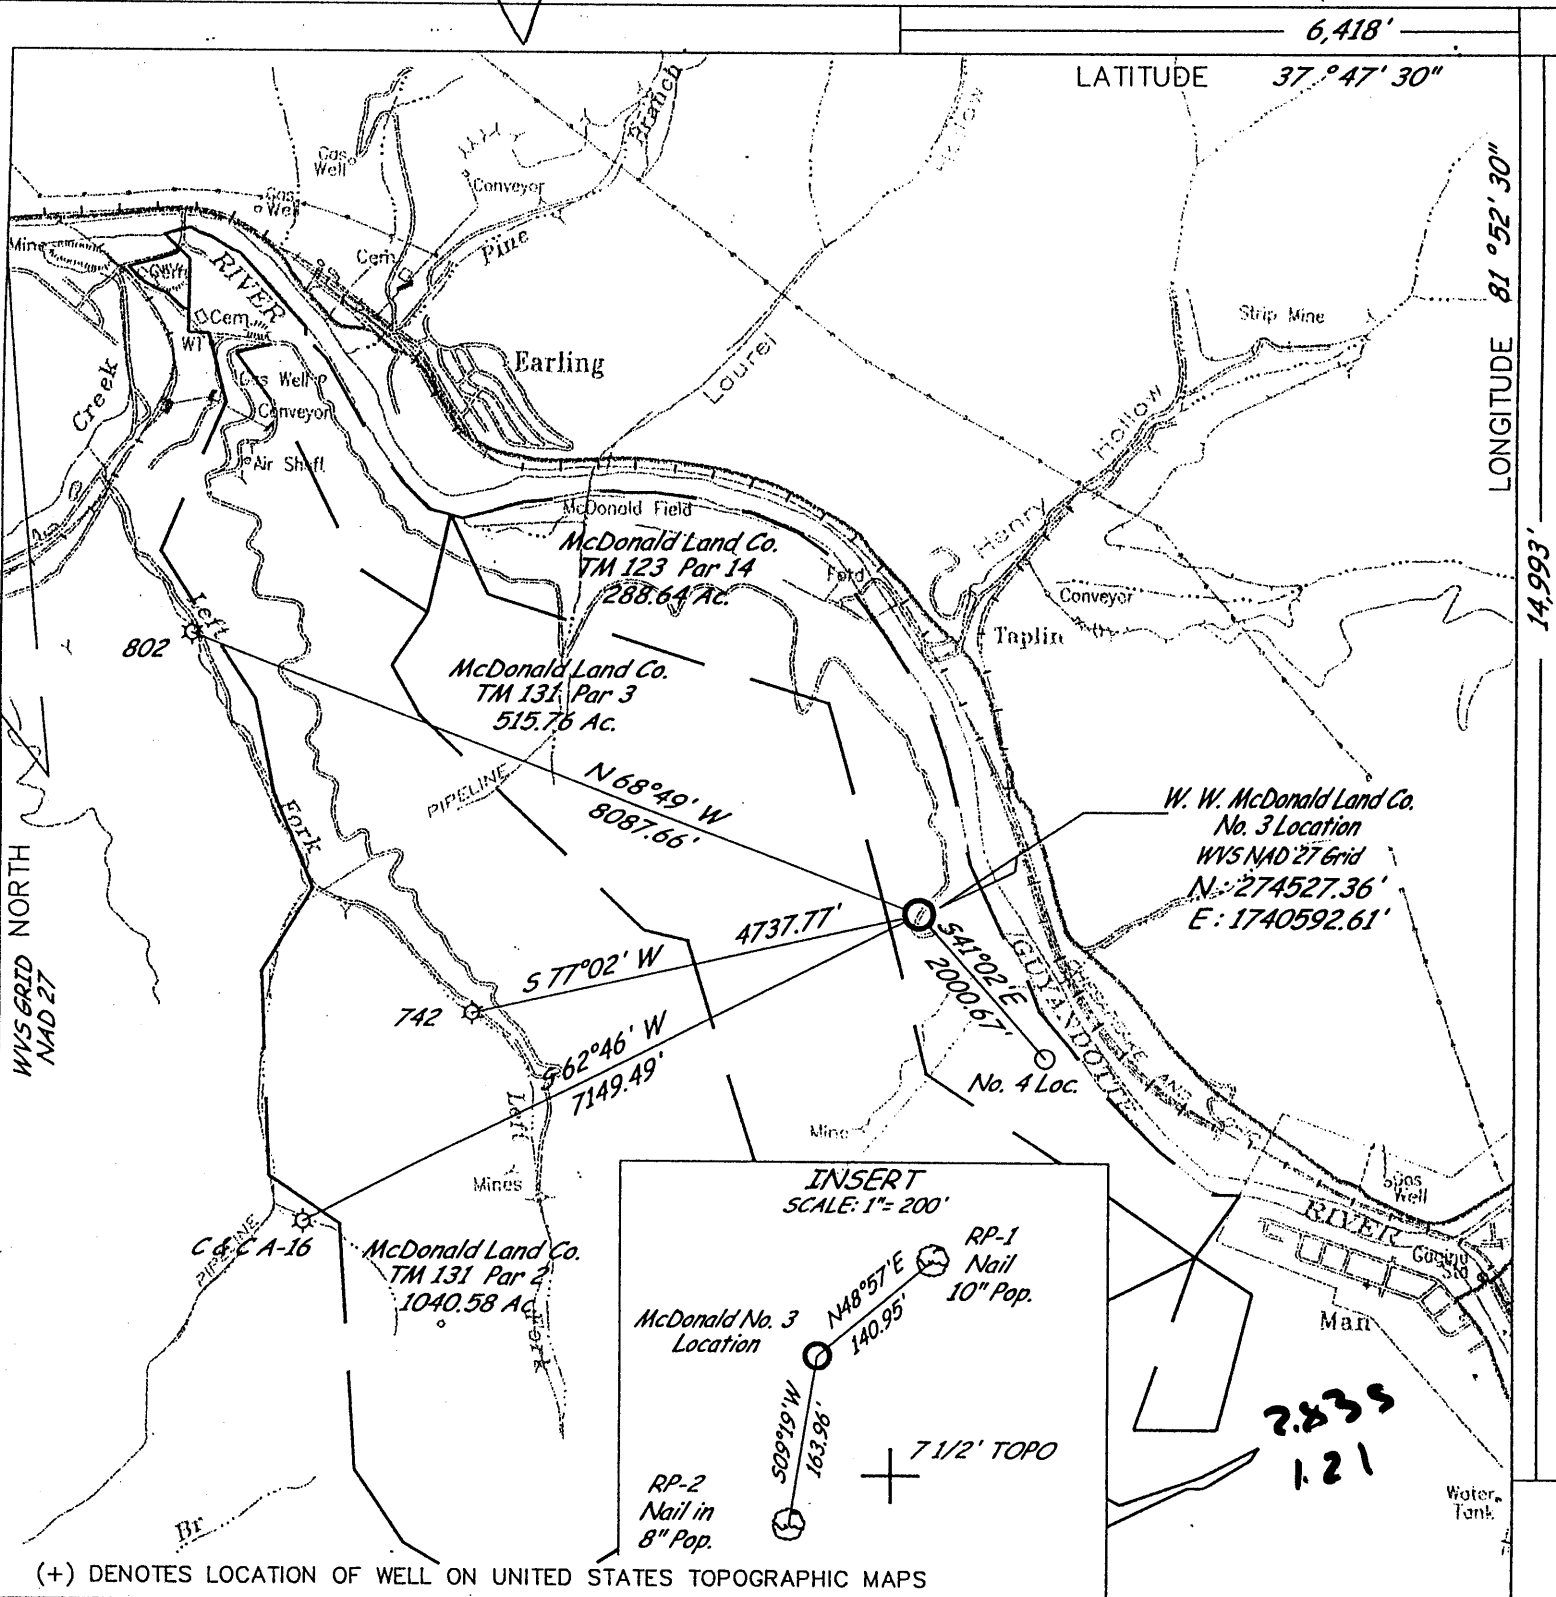 6,418'
LATITUDE 37°47'30"
LONGITUDE 81°52'30"
14,993'
Branch
Gas
Well
Conveyor
Gas
Well
Pine
Cem
Mine
Cem
RIVER
Cem
WT
Earling
Creek
Gas Well
Conveyor
Air Shaft
Laurel
Hollow
Strip Mine
Henry Hollow
McDonald Field
McDonald Land Co.
TM 123 Par 14
288.64 Ac.
Ford
Conveyor
Taplin
Left
802
McDonald Land Co.
TM 131 Par 3
515.76 Ac.
PIPELINE
N 68°49' W
8087.66'
Fork
W. W. McDonald Land Co.
No. 3 Location
WVS NAD 27 Grid
N : 274527.36'
E : 1740592.61'
WVS GRID NORTH
NAD 27
S 77°02' W 4737.77'
742
S41°02'E
2000.67'
GUYANDOTTE
CHESAPEAKE AND
No. 4 Loc.
S 62°46' W
7149.49'
Left
Mine
Mines
C & C A-16
PIPELINE
McDonald Land Co.
TM 131 Par 2
1040.58 Ac.
Fork
Gas
Well
RIVER
Gaging
Sta
Man
INSERT
SCALE: 1"= 200'
RP-1
Nail
10" Pop.
N48°57'E
140.95'
McDonald No. 3
Location
S09°19'W
163.96'
RP-2
Nail in
8" Pop.
7 1/2' TOPO
2.835
1.21
Water
Tank
Br
(+) DENOTES LOCATION OF WELL ON UNITED STATES TOPOGRAPHIC MAPS